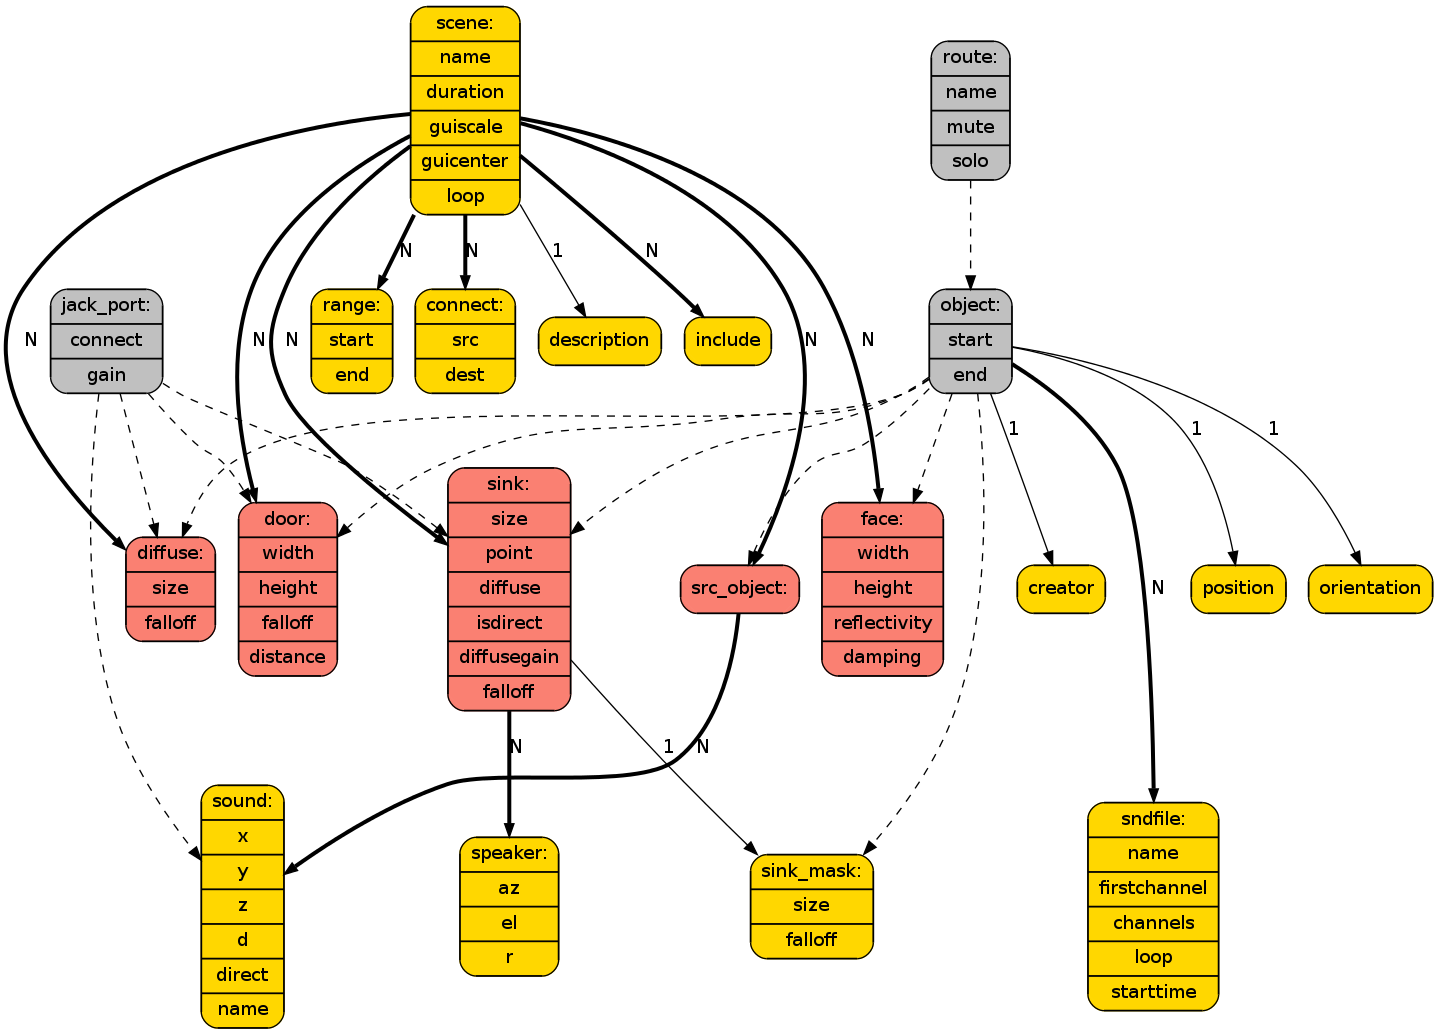 scene:
name
duration
guiscale
guicenter
loop
route:
name
mute
solo
N
N
1
N
jack_port:
connect
gain
range:
start
end
connect:
src
dest
description
include
object:
start
end
N
N
N
N
N
1
1
1
diffuse:
size
falloff
door:
width
height
falloff
distance
sink:
size
point
diffuse
isdirect
diffusegain
falloff
src_object:
face:
width
height
reflectivity
damping
creator
N
position
orientation
N
1
N
sound:
x
y
z
d
direct
name
speaker:
az
el
r
sink_mask:
size
falloff
sndfile:
name
firstchannel
channels
loop
starttime